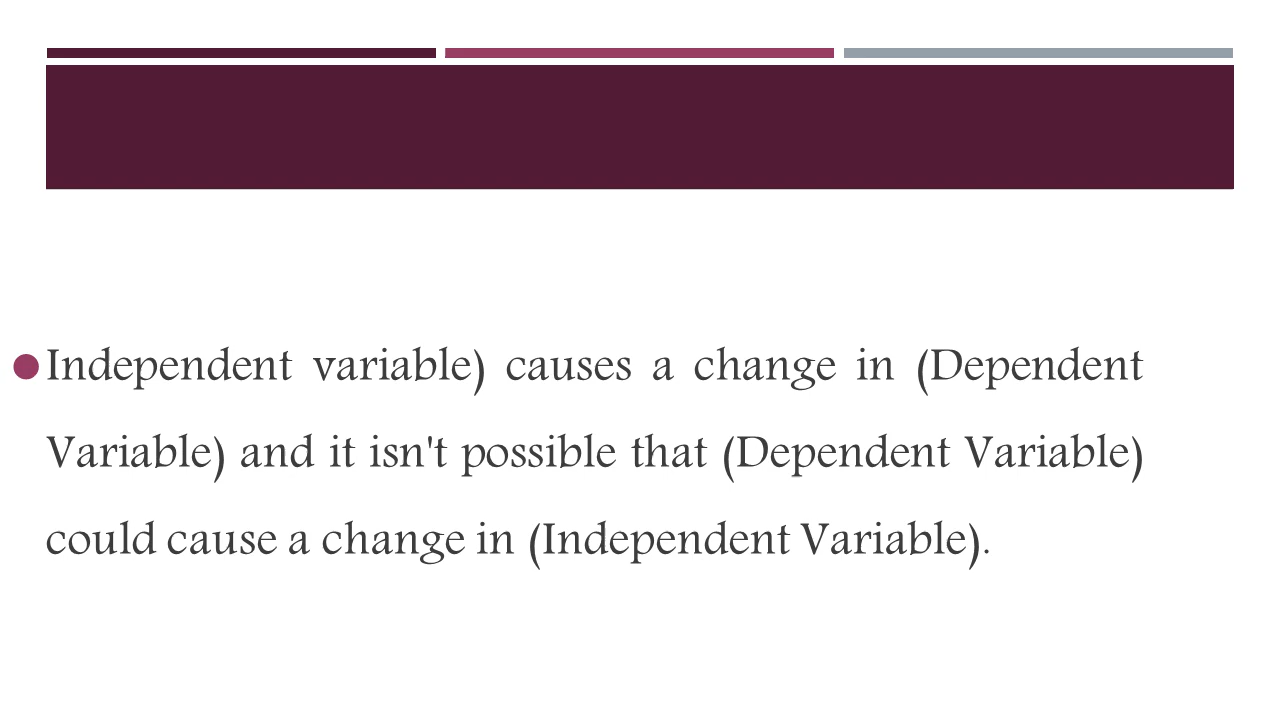 Independent variable) causes a change in (Dependent
Variable) and it isn't possible that (Dependent Variable)
could cause a change in (Independent Variable).